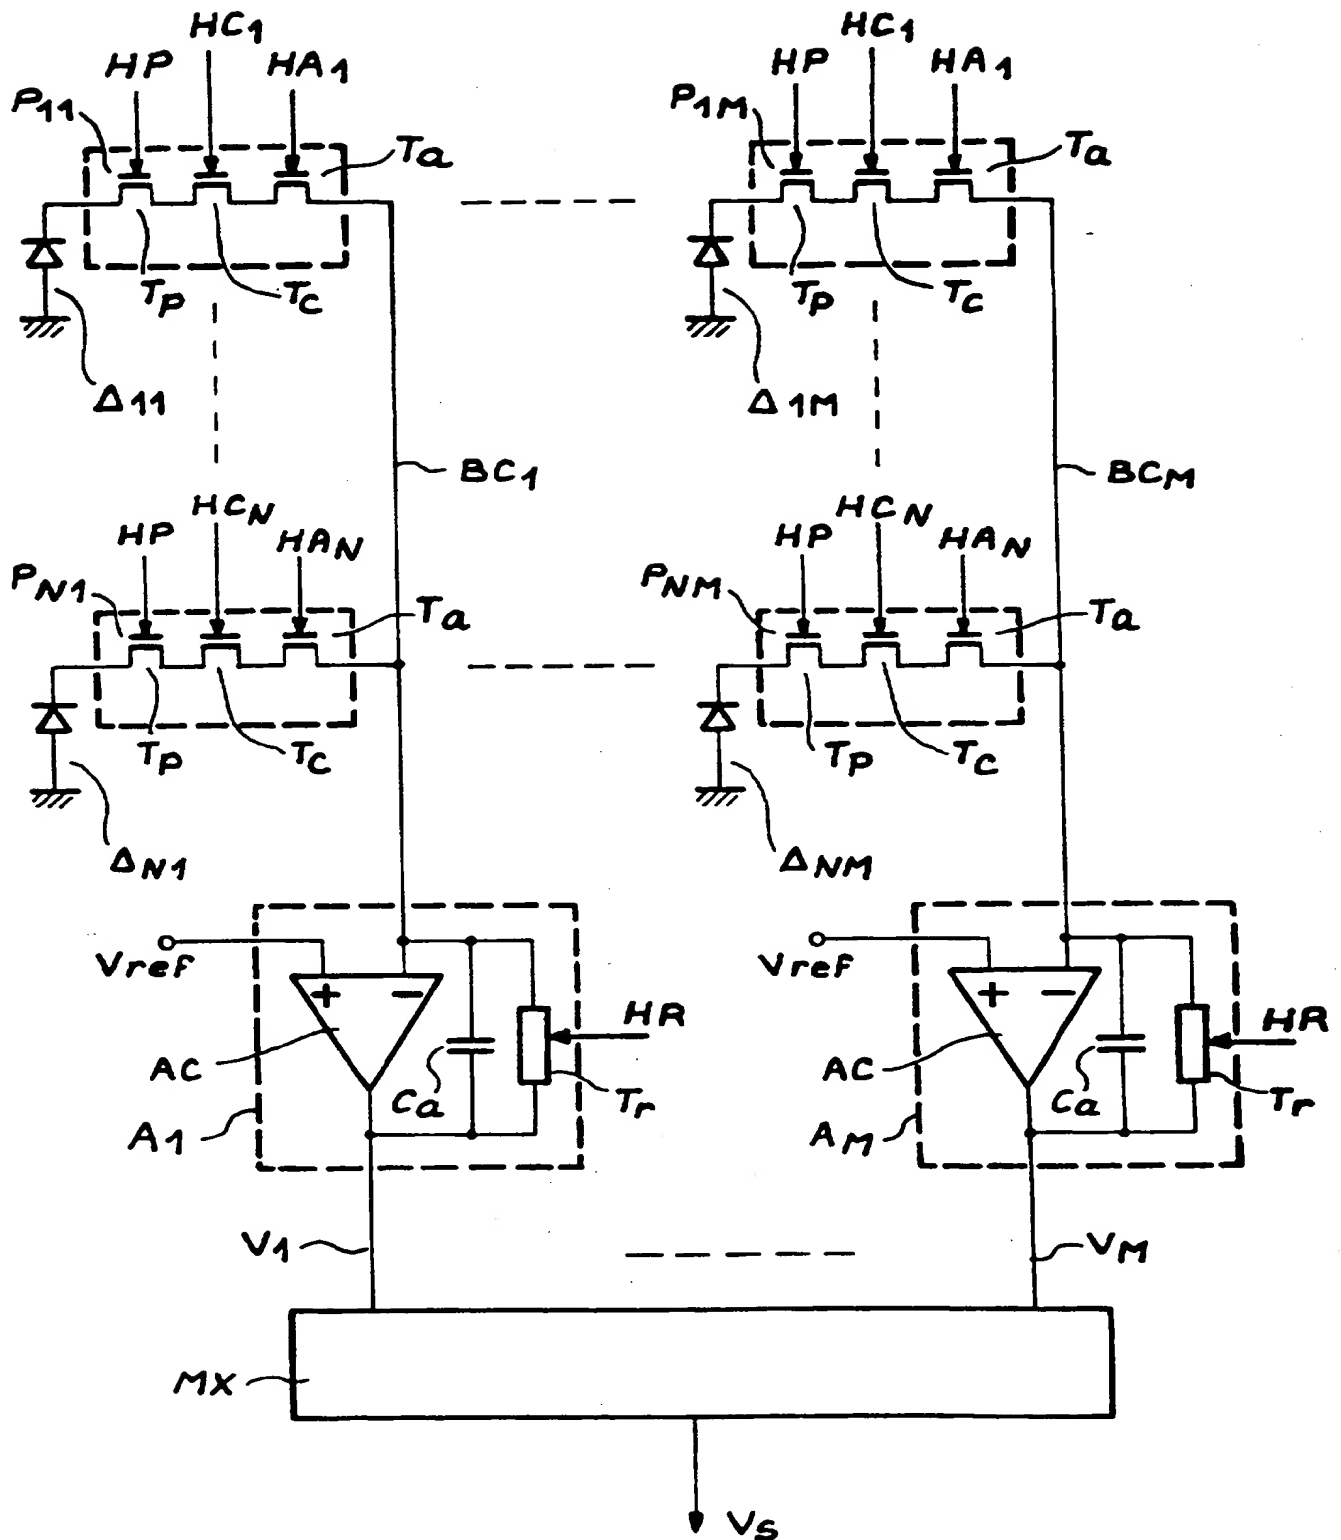 HC1 HC1
HP HA1 HP HA1
P11 P1M
Ta Ta
Tp Tc Tp Tc
Δ11 Δ1M
BC1 BCM
HCN HCN
HP HAN HP HAN
PN1 PNM
Ta Ta
Tp Tc Tp Tc
ΔN1 ΔNM
Vref Vref
+ - + -
HR HR
AC Ca Tr AC Ca Tr
A1 AM
V1 VM
MX
Vs